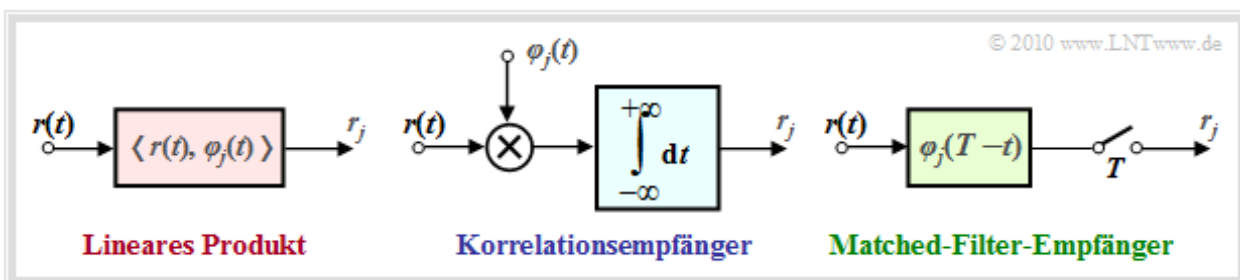 © 2010 www.LNTwww.de
φj(t)
r(t)
⟨ r(t), φj(t) ⟩
rj
r(t)
+∞
∫ dt
−∞
rj
r(t)
φj(T −t)
T
rj
Lineares Produkt
Korrelationsempfänger
Matched-Filter-Empfänger